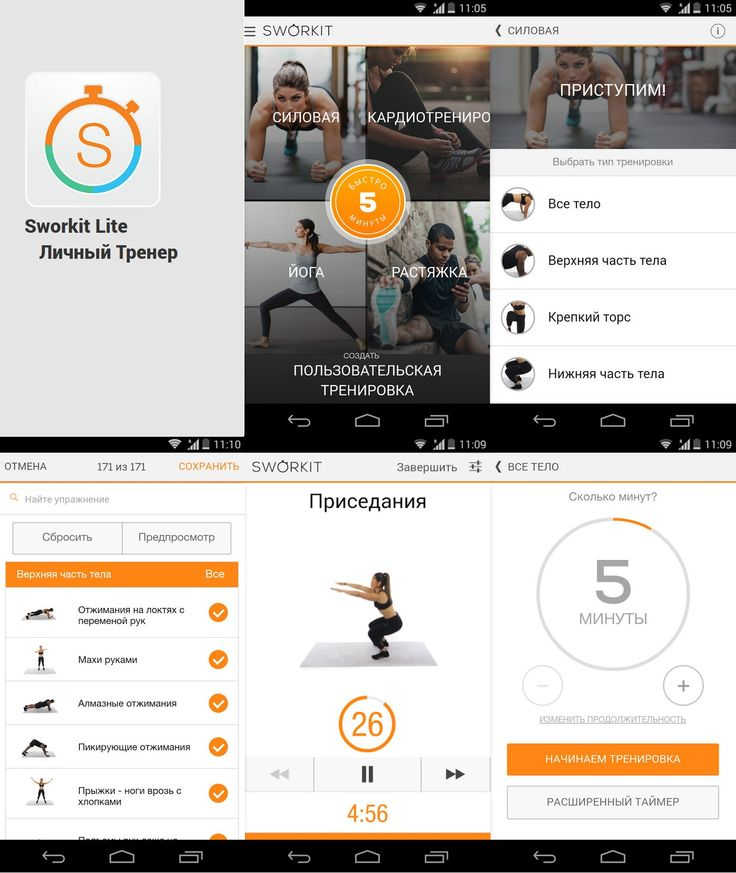 S
Sworkit Lite
Личный Тренер
11:05
SWORKIT
СИЛОВАЯ
КАРДИОТРЕНИРО
БЫСТРО
5
МИНУТЫ
ЙОГА
РАСТЯЖКА
СОЗДАТЬ
ПОЛЬЗОВАТЕЛЬСКАЯ
ТРЕНИРОВКА
11:05
СИЛОВАЯ
i
ПРИСТУПИМ!
Выбрать тип тренировки
Все тело
Верхняя часть тела
Крепкий торс
Нижняя часть тела
11:10
ОТМЕНА 171 из 171 СОХРАНИТЬ
Найте упражнение
Сбросить Предпросмотр
Верхняя часть тела Все
Отжимания на локтях с
переменой рук
Махи руками
Алмазные отжимания
Пикирующие отжимания
Прыжки - ноги врозь с
хлопками
11:09
SWORKIT Завершить
Приседания
26
4:56
11:09
ВСЕ ТЕЛО
Сколько минут?
5
МИНУТЫ
ИЗМЕНИТЬ ПРОДОЛЖИТЕЛЬНОСТЬ
НАЧИНАЕМ ТРЕНИРОВКА
РАСШИРЕННЫЙ ТАЙМЕР